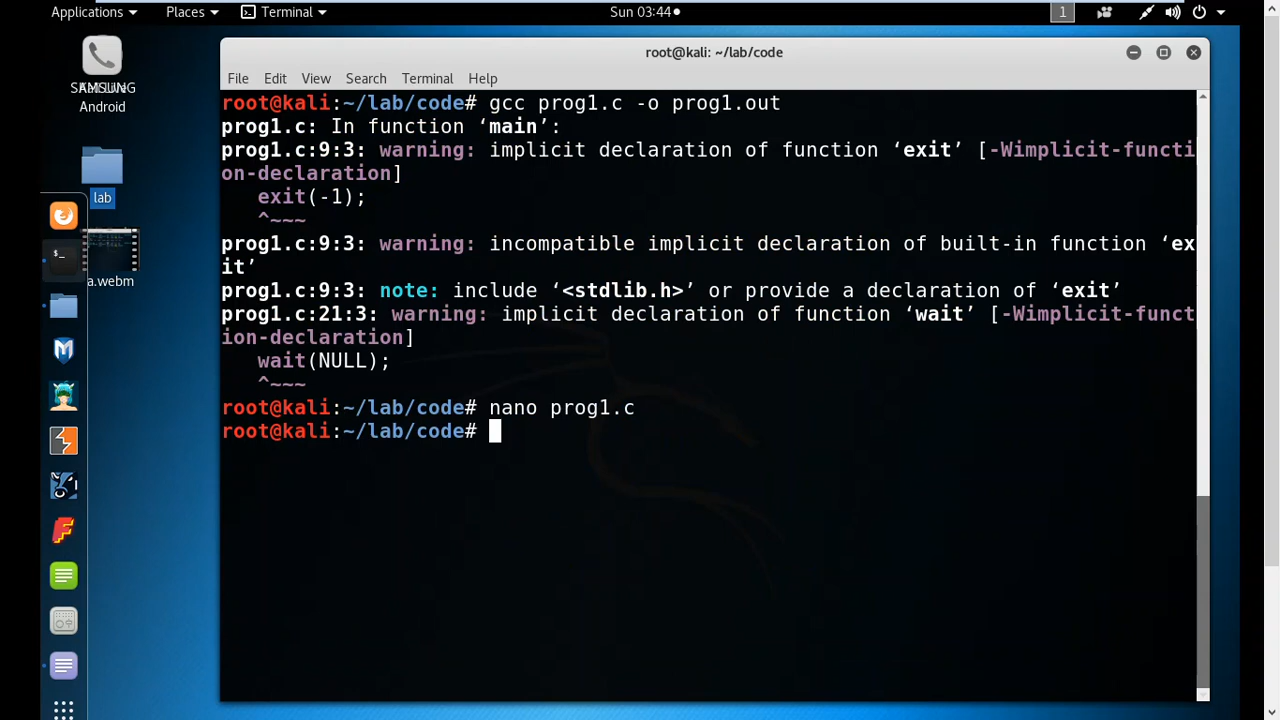 Applications Places Terminal Sun 03:44 1
root@kali: ~/lab/code
File Edit View Search Terminal Help
Android
lab
a.webm
root@kali:~/lab/code# gcc prog1.c -o prog1.out
prog1.c: In function ‘main’:
prog1.c:9:3: warning: implicit declaration of function ‘exit’ [-Wimplicit-functi
on-declaration]
exit(-1);
^~~~
prog1.c:9:3: warning: incompatible implicit declaration of built-in function ‘ex
it’
prog1.c:9:3: note: include ‘<stdlib.h>’ or provide a declaration of ‘exit’
prog1.c:21:3: warning: implicit declaration of function ‘wait’ [-Wimplicit-funct
ion-declaration]
wait(NULL);
^~~~
root@kali:~/lab/code# nano prog1.c
root@kali:~/lab/code#